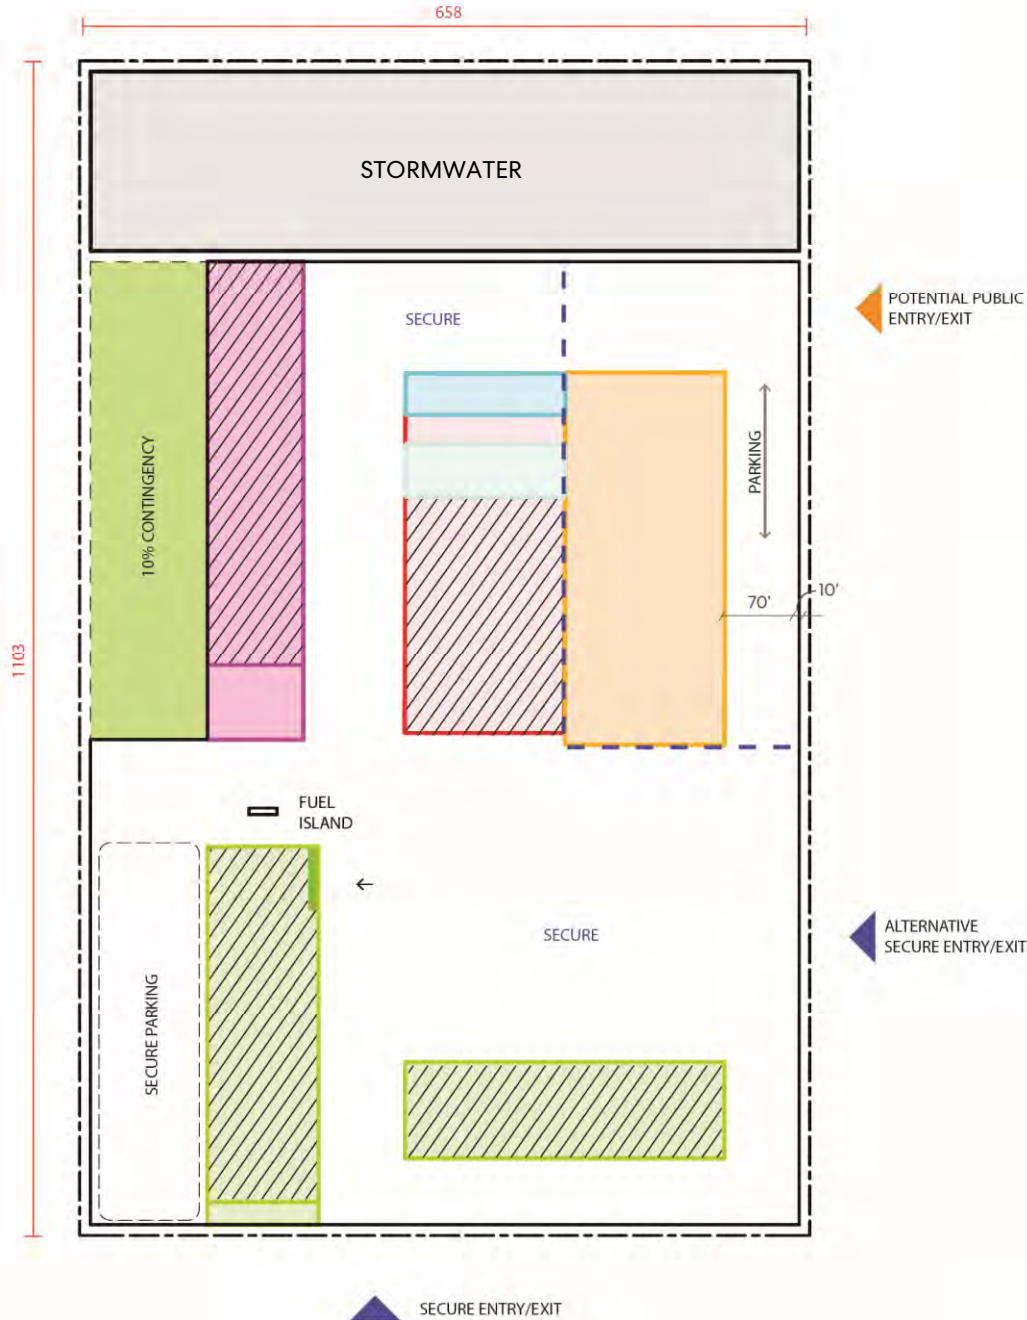 658
STORMWATER
POTENTIAL PUBLIC
ENTRY/EXIT
SECURE
10% CONTINGENCY
PARKING
70'
10'
1103
FUEL
ISLAND
ALTERNATIVE
SECURE ENTRY/EXIT
SECURE
SECURE PARKING
SECURE ENTRY/EXIT